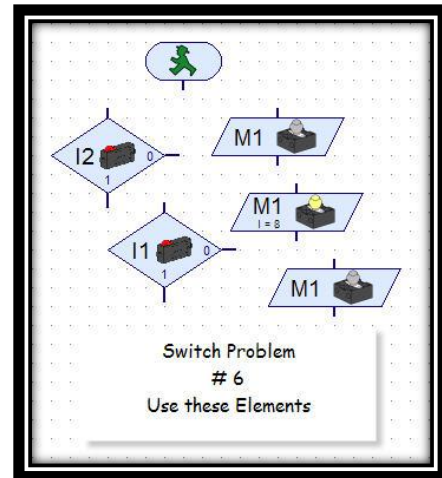 I2
0
1
M1
M1
I = 8
I1
0
1
M1
Switch Problem
# 6
Use these Elements